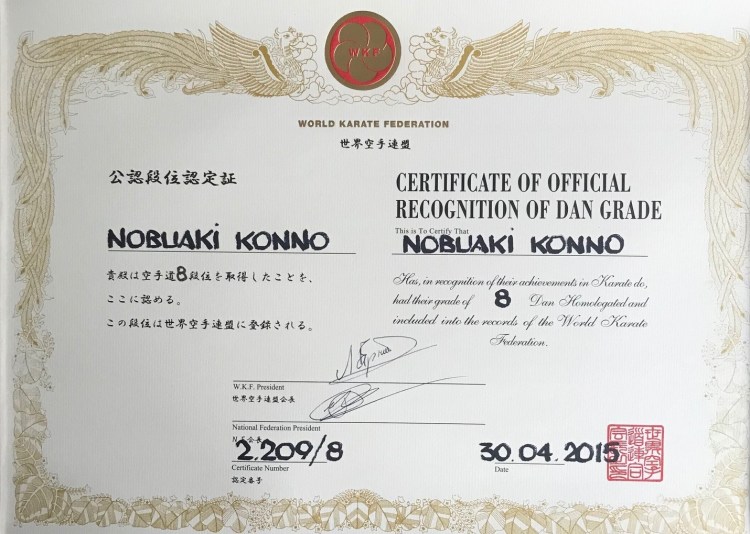 W·K·F
WORLD KARATE FEDERATION
世界空手連盟
公認段位認定証
NOBUAKi KONNO
貴殿は空手道8段位を取得したことを、
ここに認める。
この段位は世界空手連盟に登録される。
CERTIFICATE OF OFFICIAL
RECOGNITION OF DAN GRADE
This is To Certify That
NOBUAKi KONNO
Has, in recognition of their achievements in Karate do,
had their grade of 8 Dan Homologated and
included into the records of the World Karate
Federation.
W.K.F. President
世界空手連盟会長
National Federation President
N.F.会長
2.209/8
Certificate Number
認定番号
30.04.2015
Date